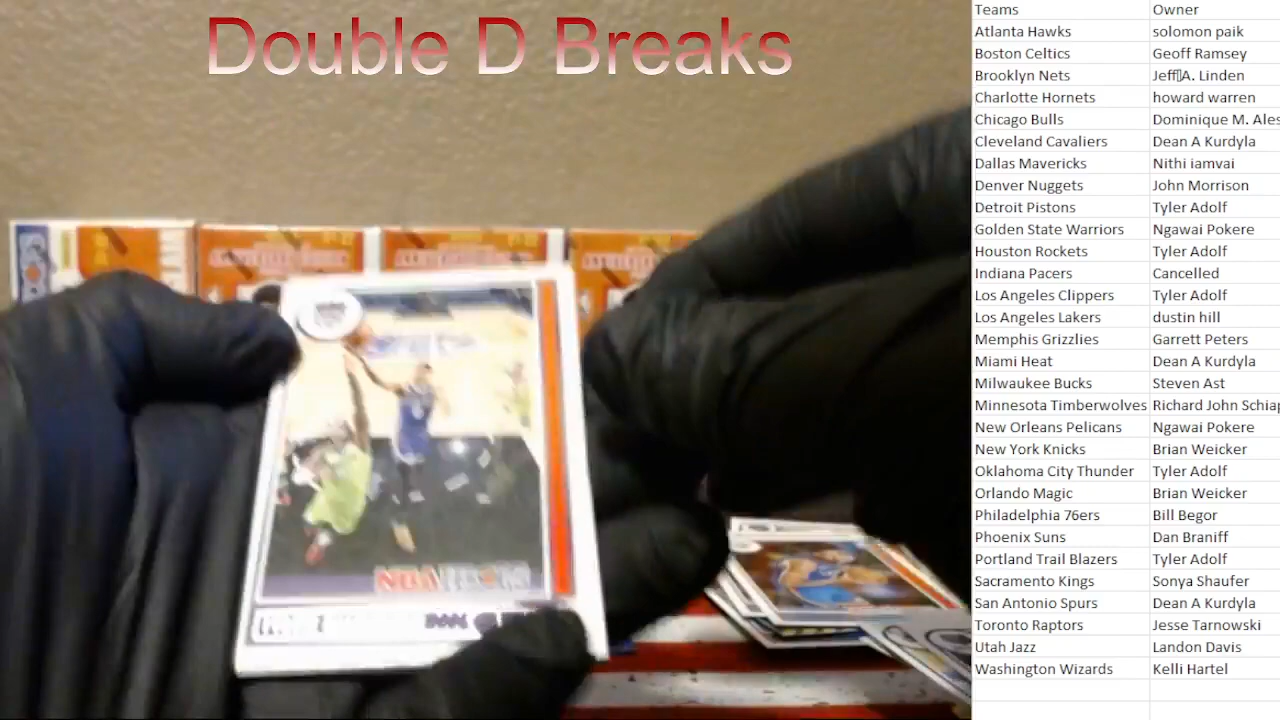 Double D Breaks
Teams Owner
Atlanta Hawks solomon paik
Boston Celtics Geoff Ramsey
Brooklyn Nets Jeff▯A. Linden
Charlotte Hornets howard warren
Chicago Bulls Dominique M. Ales
Cleveland Cavaliers Dean A Kurdyla
Dallas Mavericks Nithi iamvai
Denver Nuggets John Morrison
Detroit Pistons Tyler Adolf
Golden State Warriors Ngawai Pokere
Houston Rockets Tyler Adolf
Indiana Pacers Cancelled
Los Angeles Clippers Tyler Adolf
Los Angeles Lakers dustin hill
Memphis Grizzlies Garrett Peters
Miami Heat Dean A Kurdyla
Milwaukee Bucks Steven Ast
Minnesota Timberwolves Richard John Schiap
New Orleans Pelicans Ngawai Pokere
New York Knicks Brian Weicker
Oklahoma City Thunder Tyler Adolf
Orlando Magic Brian Weicker
Philadelphia 76ers Bill Begor
Phoenix Suns Dan Braniff
Portland Trail Blazers Tyler Adolf
Sacramento Kings Sonya Shaufer
San Antonio Spurs Dean A Kurdyla
Toronto Raptors Jesse Tarnowski
Utah Jazz Landon Davis
Washington Wizards Kelli Hartel
NBA